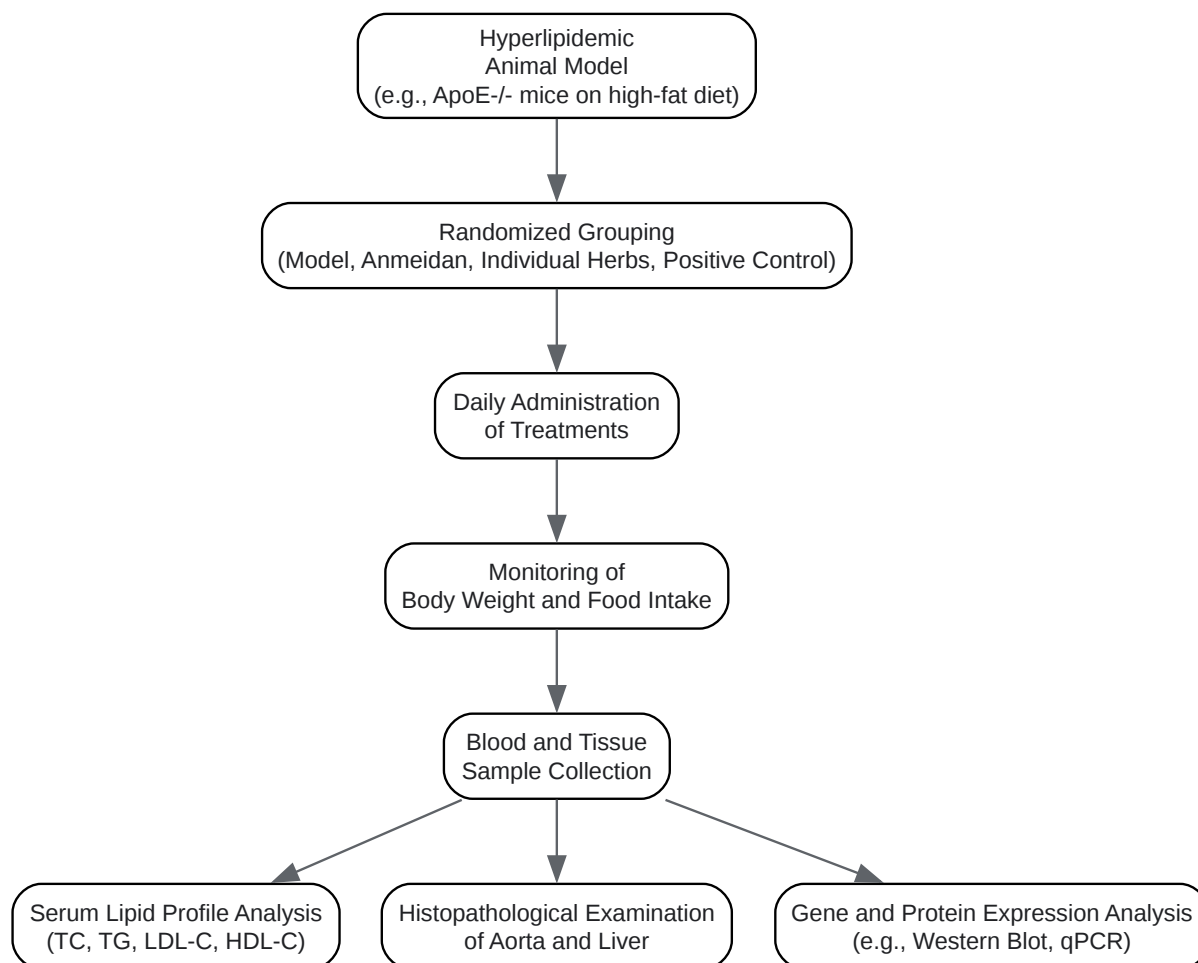 Hyperlipidemic
Animal Model
(e.g., ApoE-/- mice on high-fat diet)
Randomized Grouping
(Model, Anmeidan, Individual Herbs, Positive Control)
Daily Administration
of Treatments
Monitoring of
Body Weight and Food Intake
Blood and Tissue
Sample Collection
Serum Lipid Profile Analysis
(TC, TG, LDL-C, HDL-C)
Histopathological Examination
of Aorta and Liver
Gene and Protein Expression Analysis
(e.g., Western Blot, qPCR)